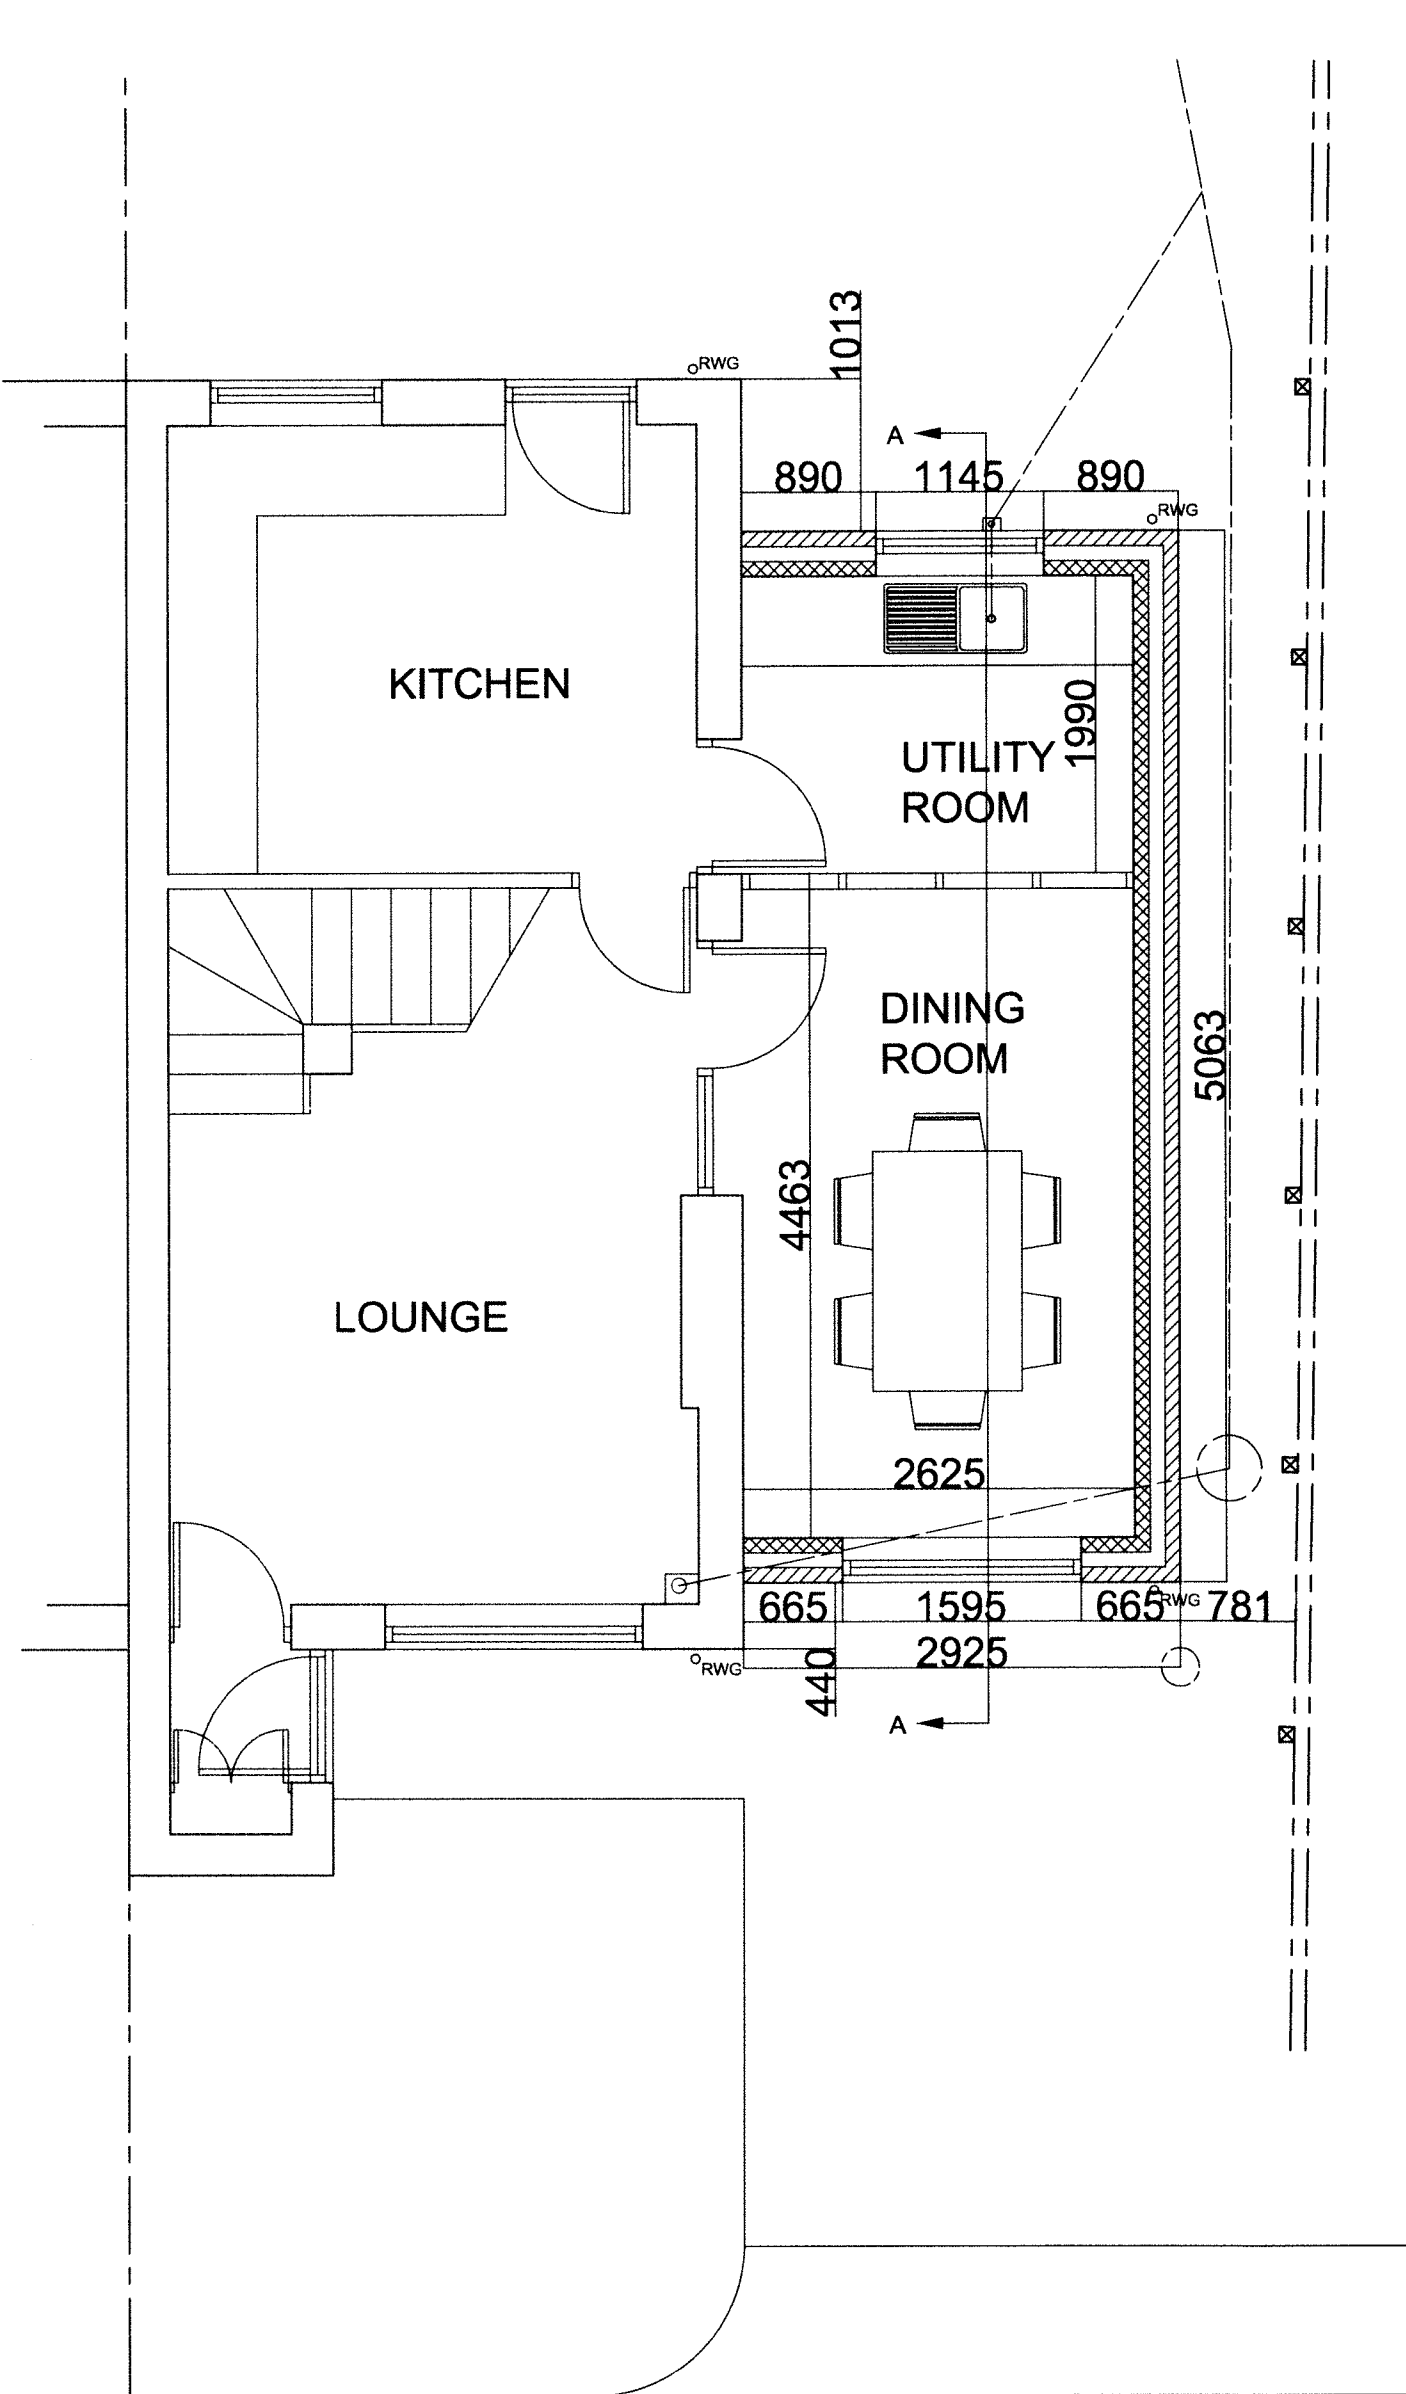 1013
RWG
A
890
1145
890
RWG
KITCHEN
1990
UTILITY
ROOM
DINING
ROOM
5063
4463
LOUNGE
2625
665
1595
665
RWG
781
2925
RWG
440
A